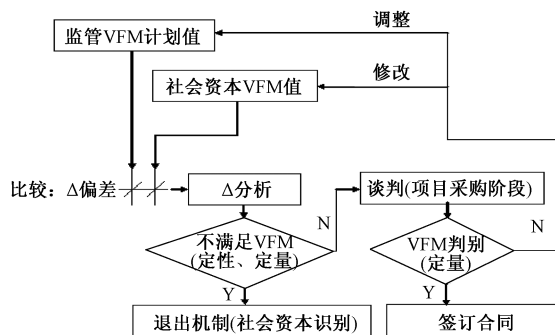 监管VFM计划值
调整
社会资本VFM值
修改
比较：Δ偏差
Δ分析
谈判(项目采购阶段)
不满足VFM
(定性、定量)
N
VFM判别
(定量)
N
Y
Y
退出机制(社会资本识别)
签订合同